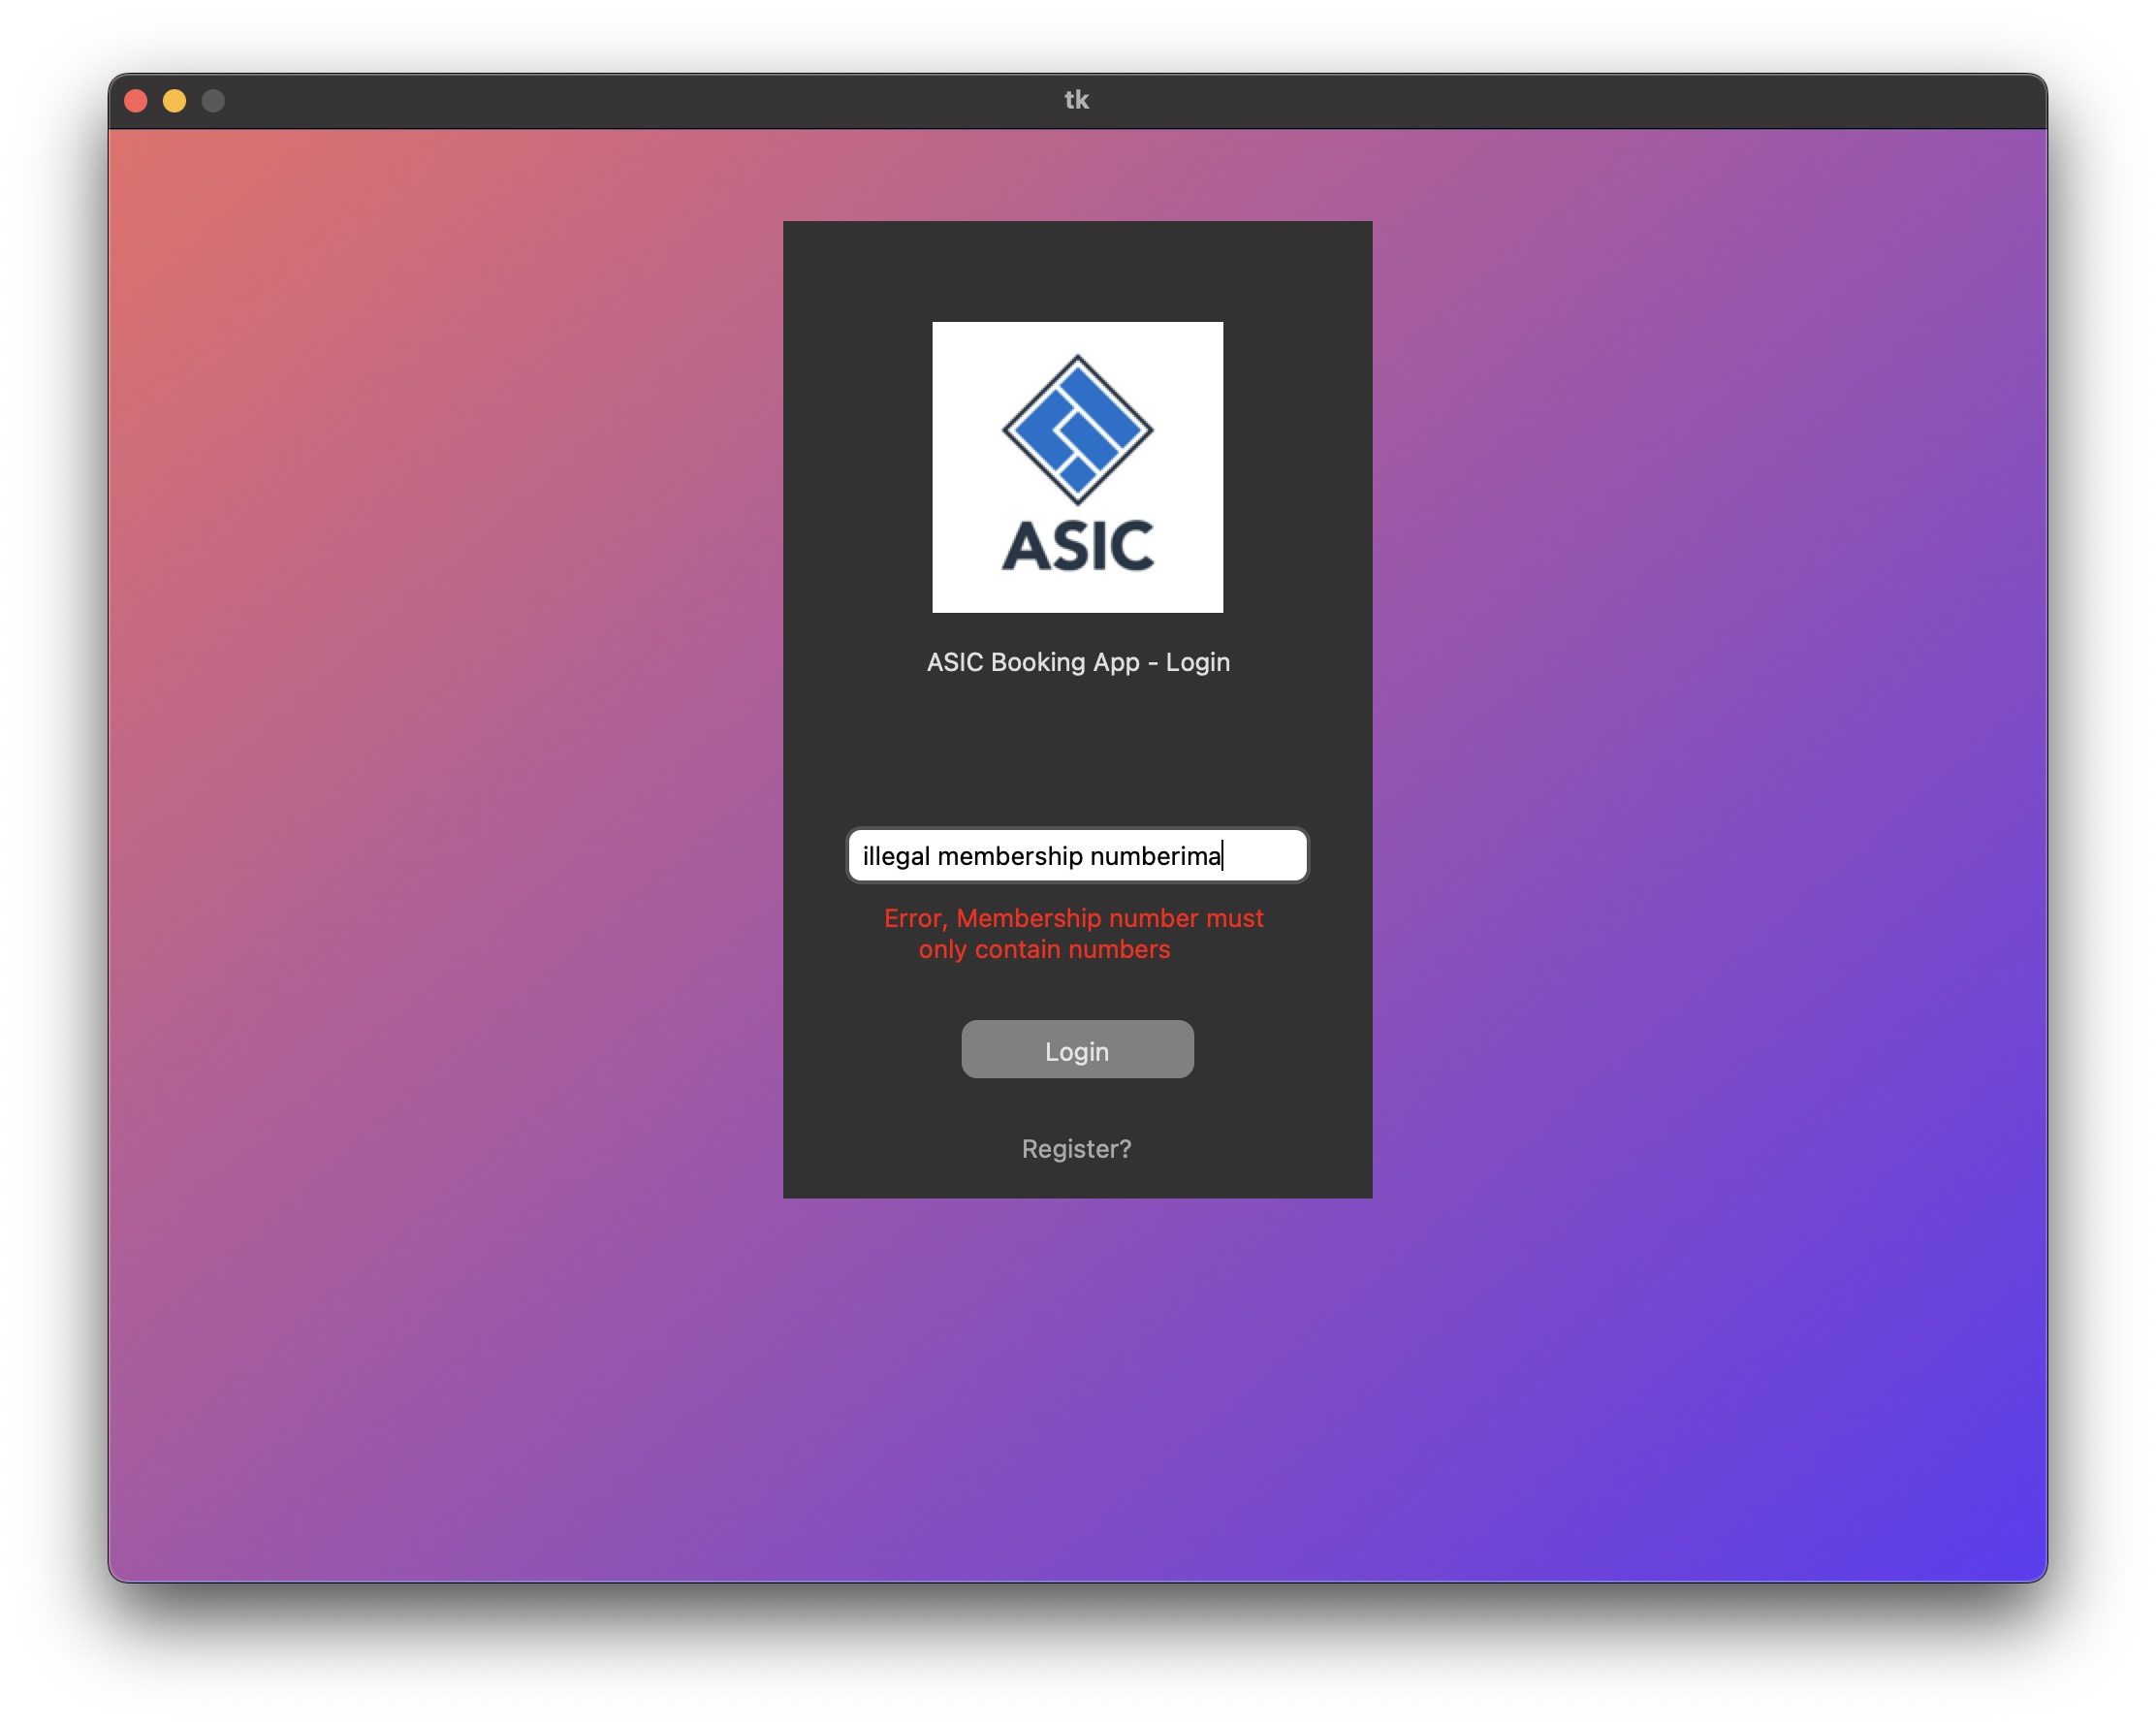 tk
ASIC
ASIC Booking App - Login
illegal membership numberima
Error, Membership number must
only contain numbers
Login
Register?